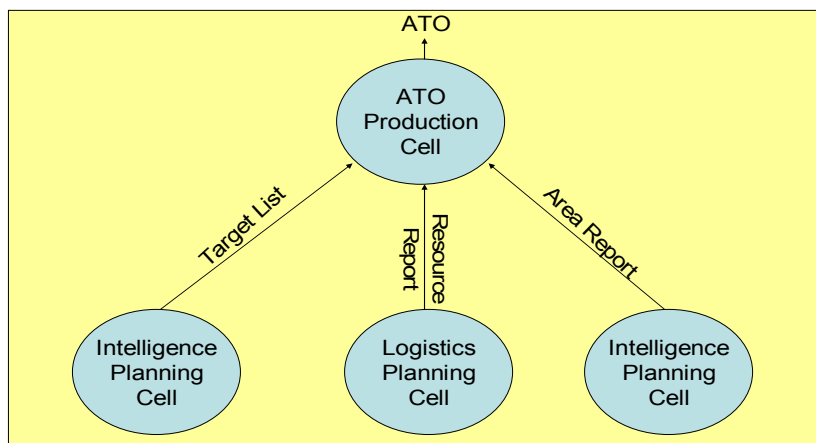 ATO
ATO
Production
Cell
Target List
Resource
Report
Area Report
Intelligence
Planning
Cell
Logistics
Planning
Cell
Intelligence
Planning
Cell